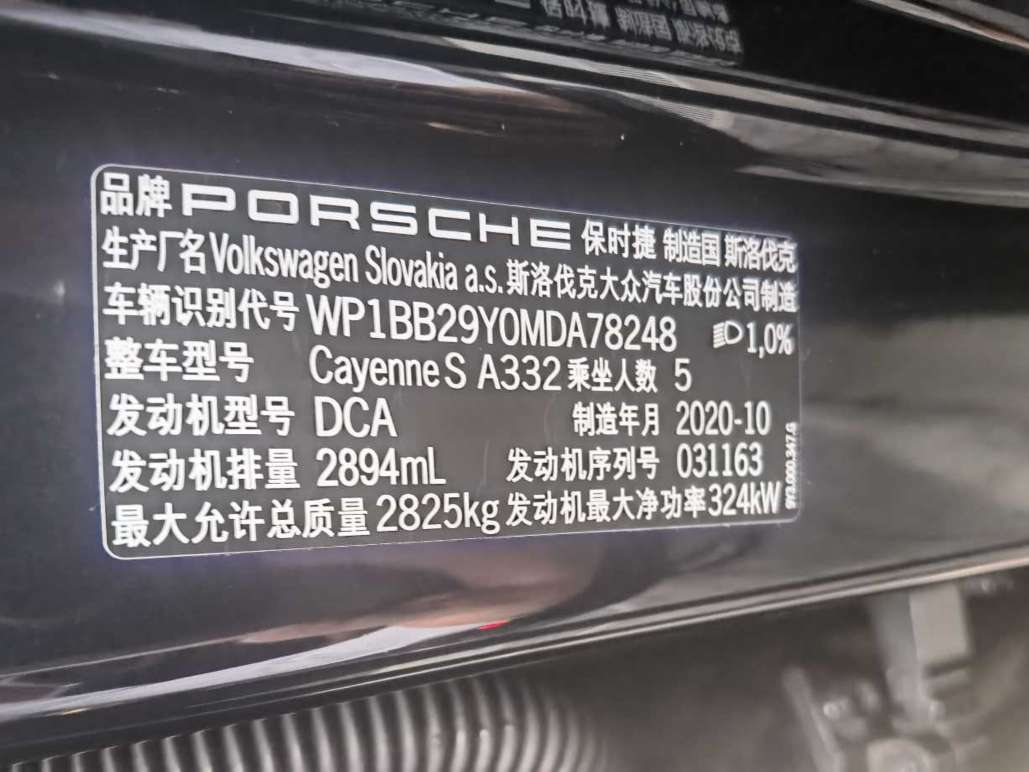 品牌 PORSCHE 保时捷 制造国 斯洛伐克
生产厂名 Volkswagen Slovakia a.s. 斯洛伐克大众汽车股份公司制造
车辆识别代号 WP1BB29Y0MDA78248 1,0%
整车型号 Cayenne S A332 乘坐人数 5
发动机型号 DCA 制造年月 2020-10
发动机排量 2894mL 发动机序列号 031163
最大允许总质量 2825kg 发动机最大净功率 324kW
9Y3.000.347.G